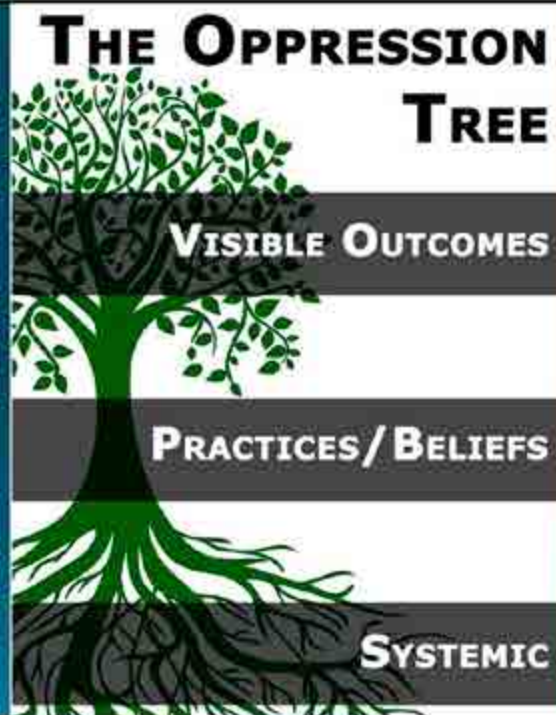 The Oppression
Tree
Visible Outcomes
Practices/Beliefs
Systemic